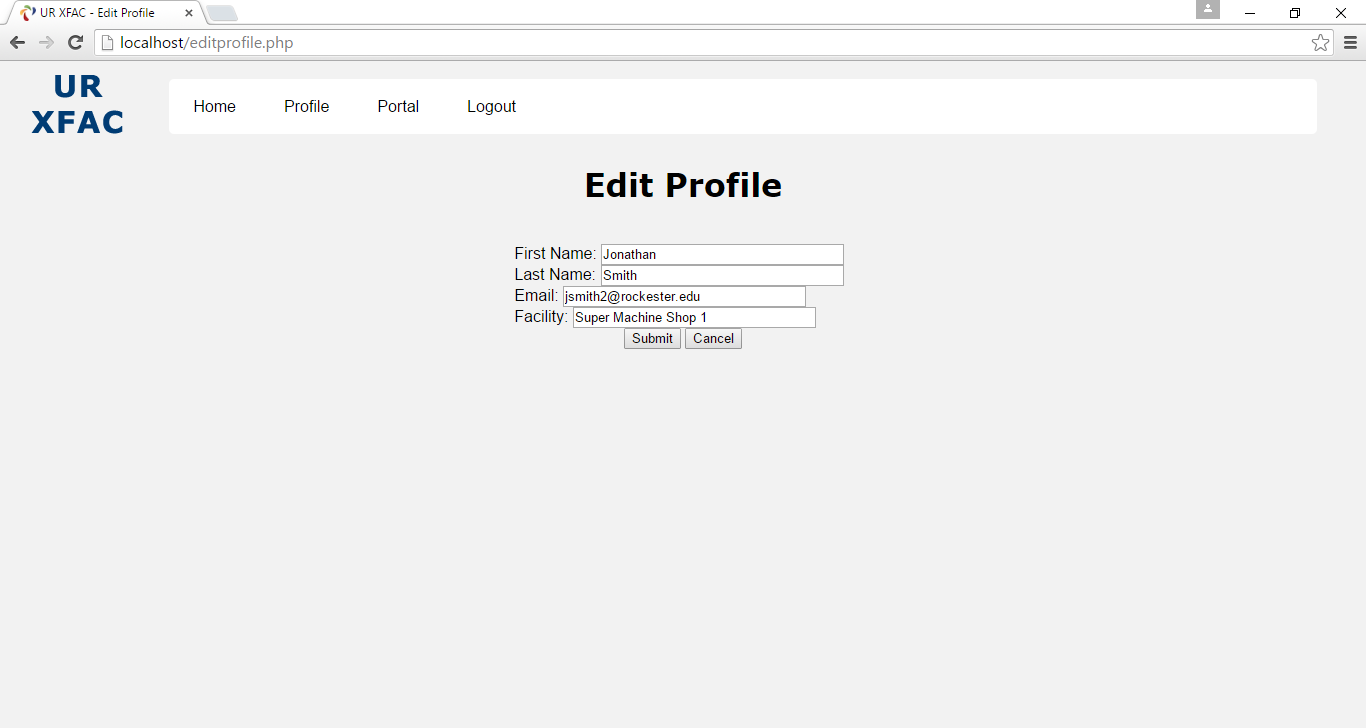 UR XFAC - Edit Profile
localhost/editprofile.php
UR
XFAC
Home Profile Portal Logout
Edit Profile
First Name: Jonathan
Last Name: Smith
Email: jsmith2@rockester.edu
Facility: Super Machine Shop 1
Submit Cancel